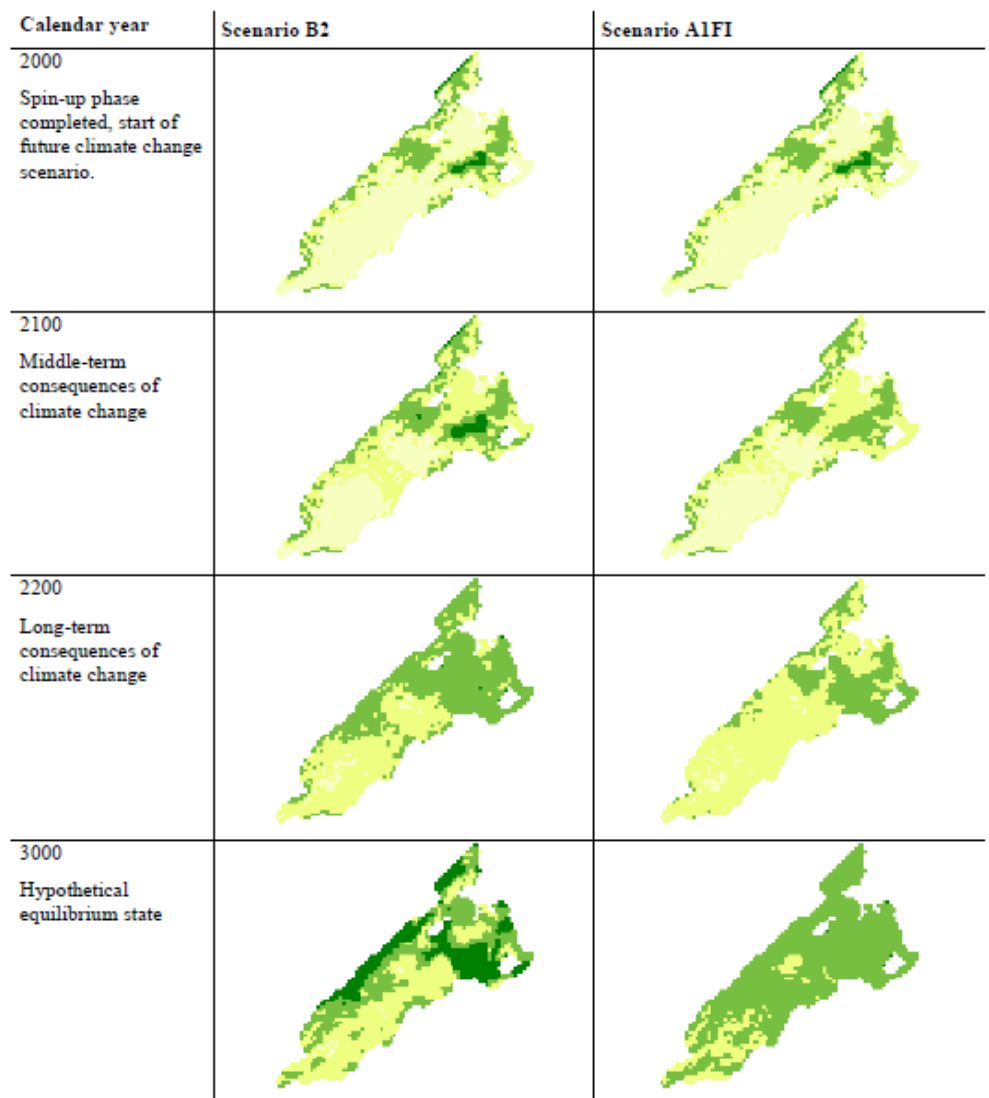 Calendar year
Scenario B2
Scenario A1FI
2000
Spin-up phase
completed, start of
future climate change
scenario.
2100
Middle-term
consequences of
climate change
2200
Long-term
consequences of
climate change
3000
Hypothetical
equilibrium state